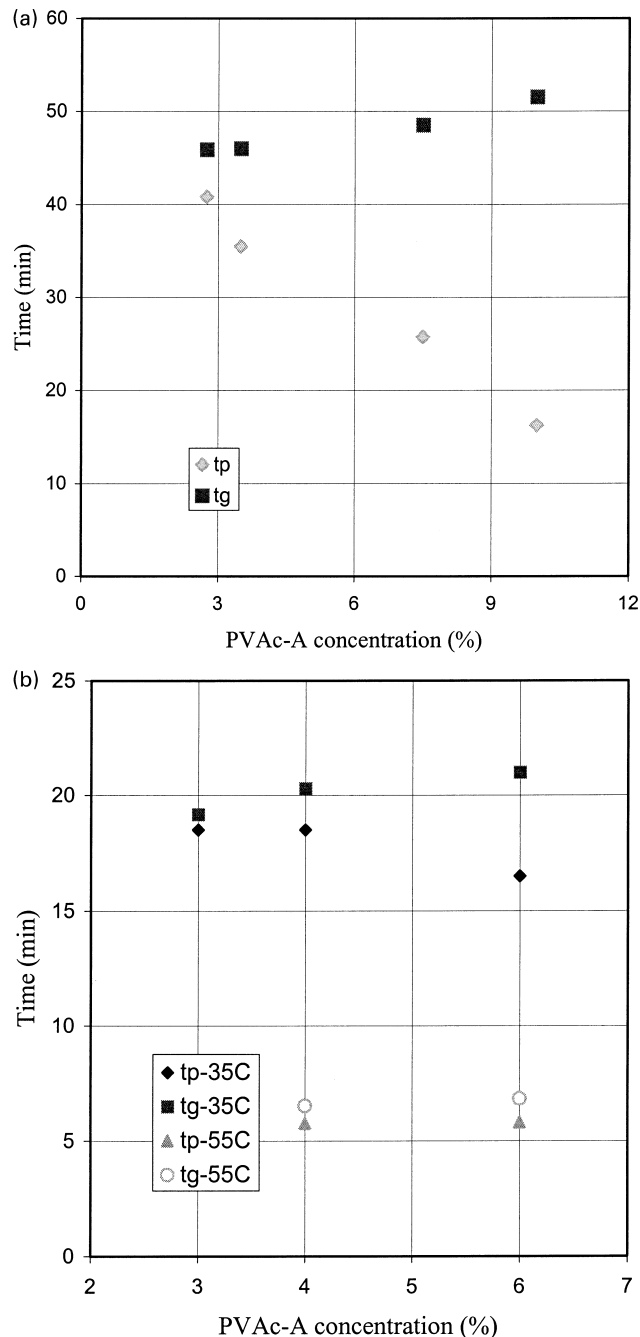 (a)
60
50
40
30
20
10
0
Time (min)
tp
tg
0 3 6 9 12
PVAc-A concentration (%)
(b)
25
20
15
10
5
0
Time (min)
tp-35C
tg-35C
tp-55C
tg-55C
2 3 4 5 6 7
PVAc-A concentration (%)